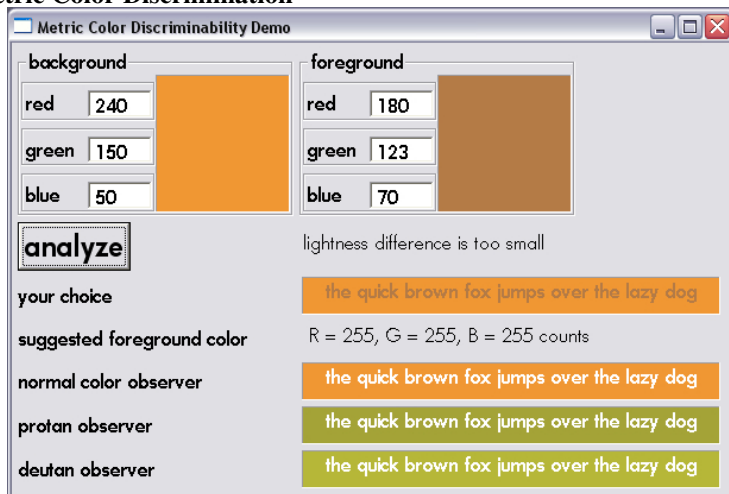 Metric Color Discriminability Demo
background
foreground
red 240
red 180
green 150
green 123
blue 50
blue 70
analyze
lightness difference is too small
your choice
the quick brown fox jumps over the lazy dog
suggested foreground color
R = 255, G = 255, B = 255 counts
normal color observer
the quick brown fox jumps over the lazy dog
protan observer
the quick brown fox jumps over the lazy dog
deutan observer
the quick brown fox jumps over the lazy dog